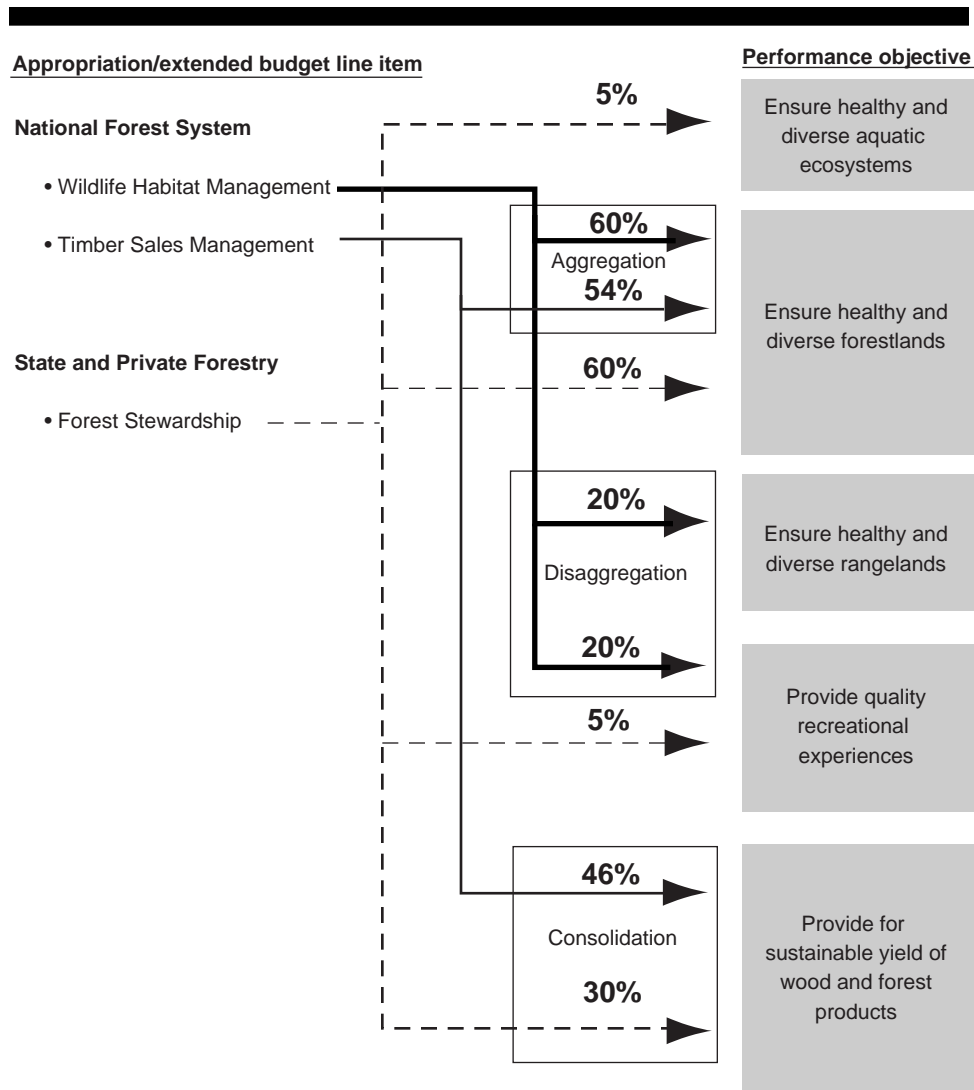 Appropriation/extended budget line item
Performance objective
5%
Ensure healthy and
diverse aquatic
ecosystems
National Forest System
• Wildlife Habitat Management
• Timber Sales Management
60%
Aggregation
54%
Ensure healthy and
diverse forestlands
State and Private Forestry
60%
• Forest Stewardship
20%
Disaggregation
Ensure healthy and
diverse rangelands
20%
5%
Provide quality
recreational
experiences
46%
Consolidation
30%
Provide for
sustainable yield of
wood and forest
products